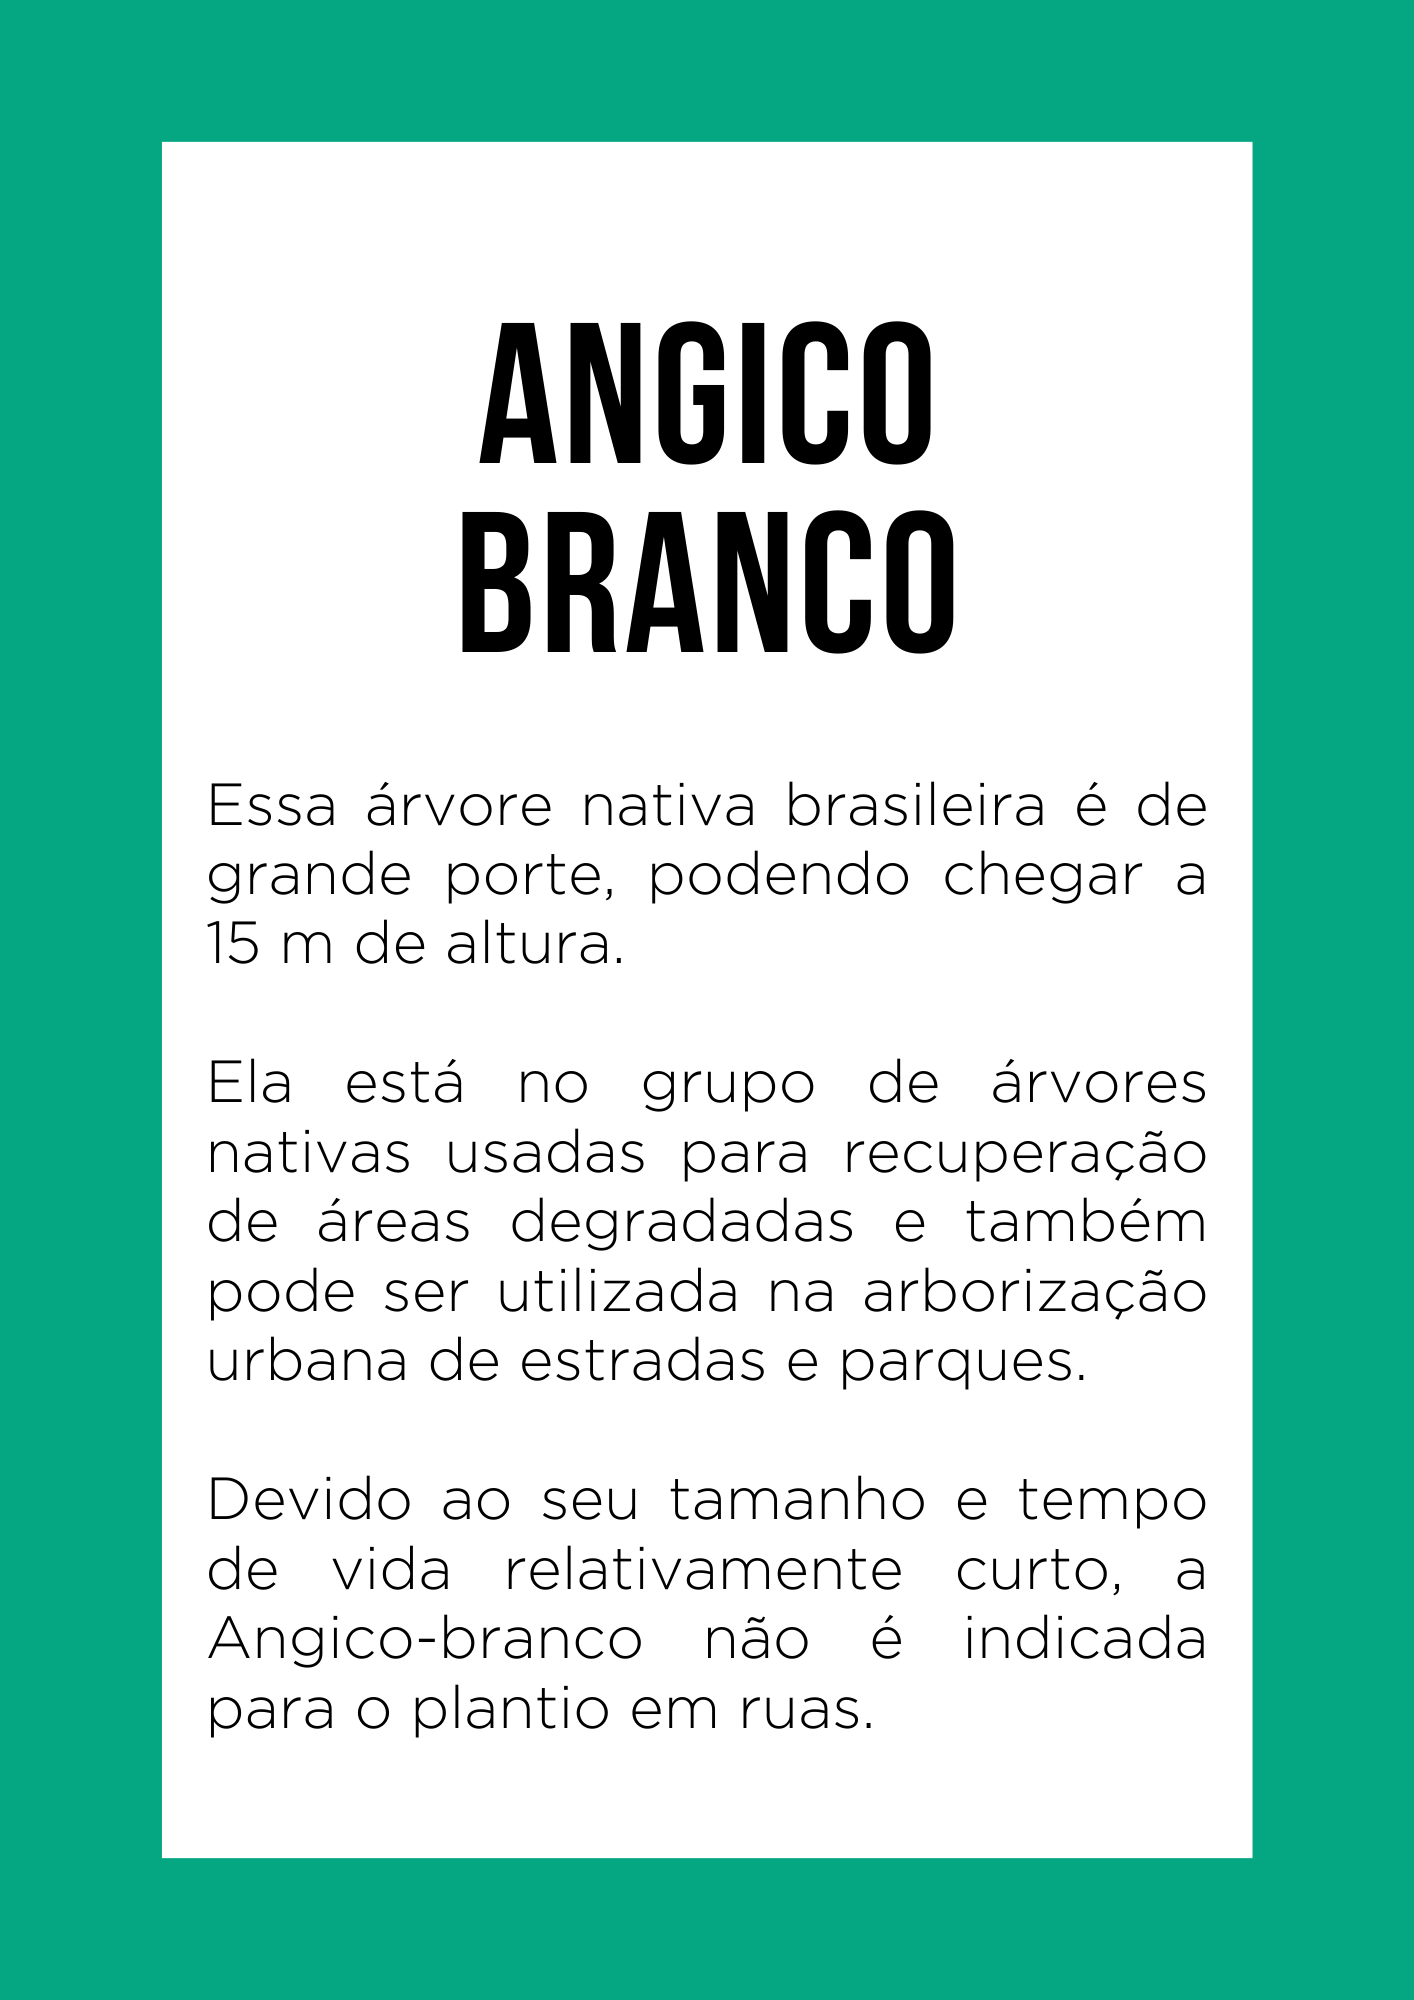 ANGICO
BRANCO
Essa árvore nativa brasileira é de
grande porte, podendo chegar a
15 m de altura.
Ela está no grupo de árvores
nativas usadas para recuperação
de áreas degradadas e também
pode ser utilizada na arborização
urbana de estradas e parques.
Devido ao seu tamanho e tempo
de vida relativamente curto, a
Angico-branco não é indicada
para o plantio em ruas.